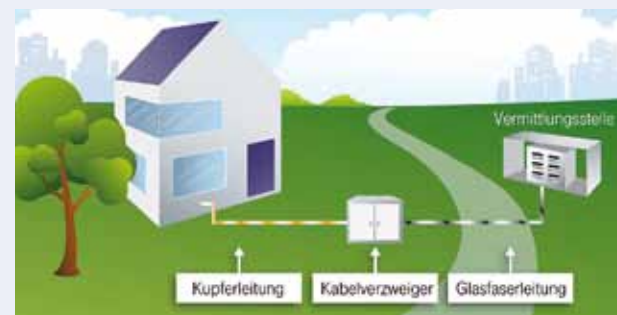 Vermittlungsstelle
Kupferleitung
Kabelverzweiger
Glasfaserleitung